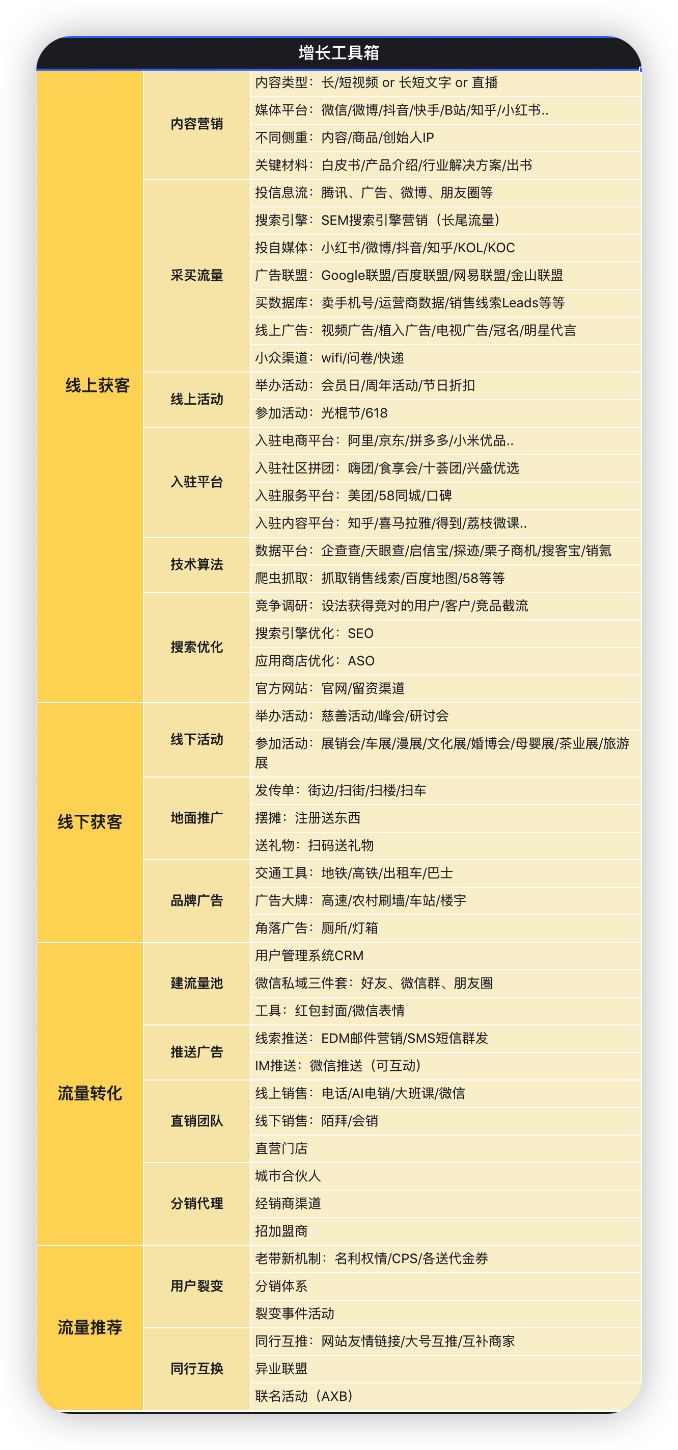 增长工具箱
线上获客
内容营销
内容类型：长/短视频 or 长短文字 or 直播
媒体平台：微信/微博/抖音/快手/B站/知乎/小红书..
不同侧重：内容/商品/创始人IP
关键材料：白皮书/产品介绍/行业解决方案/出书
采买流量
投信息流：腾讯、广告、微博、朋友圈等
搜索引擎：SEM搜索引擎营销（长尾流量）
投自媒体：小红书/微博/抖音/知乎/KOL/KOC
广告联盟：Google联盟/百度联盟/网易联盟/金山联盟
买数据库：卖手机号/运营商数据/销售线索Leads等等
线上广告：视频广告/植入广告/电视广告/冠名/明星代言
小众渠道：wifi/问卷/快递
线上活动
举办活动：会员日/周年活动/节日折扣
参加活动：光棍节/618
入驻平台
入驻电商平台：阿里/京东/拼多多/小米优品..
入驻社区拼团：嗨团/食享会/十荟团/兴盛优选
入驻服务平台：美团/58同城/口碑
入驻内容平台：知乎/喜马拉雅/得到/荔枝微课..
技术算法
数据平台：企查查/天眼查/启信宝/探迹/栗子商机/搜客宝/销氪
爬虫抓取：抓取销售线索/百度地图/58等等
搜索优化
竞争调研：设法获得竞对的用户/客户/竞品截流
搜索引擎优化：SEO
应用商店优化：ASO
官方网站：官网/留资渠道
线下获客
线下活动
举办活动：慈善活动/峰会/研讨会
参加活动：展销会/车展/漫展/文化展/婚博会/母婴展/茶业展/旅游
展
地面推广
发传单：街边/扫街/扫楼/扫车
摆摊：注册送东西
送礼物：扫码送礼物
品牌广告
交通工具：地铁/高铁/出租车/巴士
广告大牌：高速/农村刷墙/车站/楼宇
角落广告：厕所/灯箱
流量转化
建流量池
用户管理系统CRM
微信私域三件套：好友、微信群、朋友圈
工具：红包封面/微信表情
推送广告
线索推送：EDM邮件营销/SMS短信群发
IM推送：微信推送（可互动）
直销团队
线上销售：电话/AI电销/大班课/微信
线下销售：陌拜/会销
直营门店
分销代理
城市合伙人
经销商渠道
招加盟商
流量推荐
用户裂变
老带新机制：名利权情/CPS/各送代金券
分销体系
裂变事件活动
同行互换
同行互推：网站友情链接/大号互推/互补商家
异业联盟
联名活动（AXB）